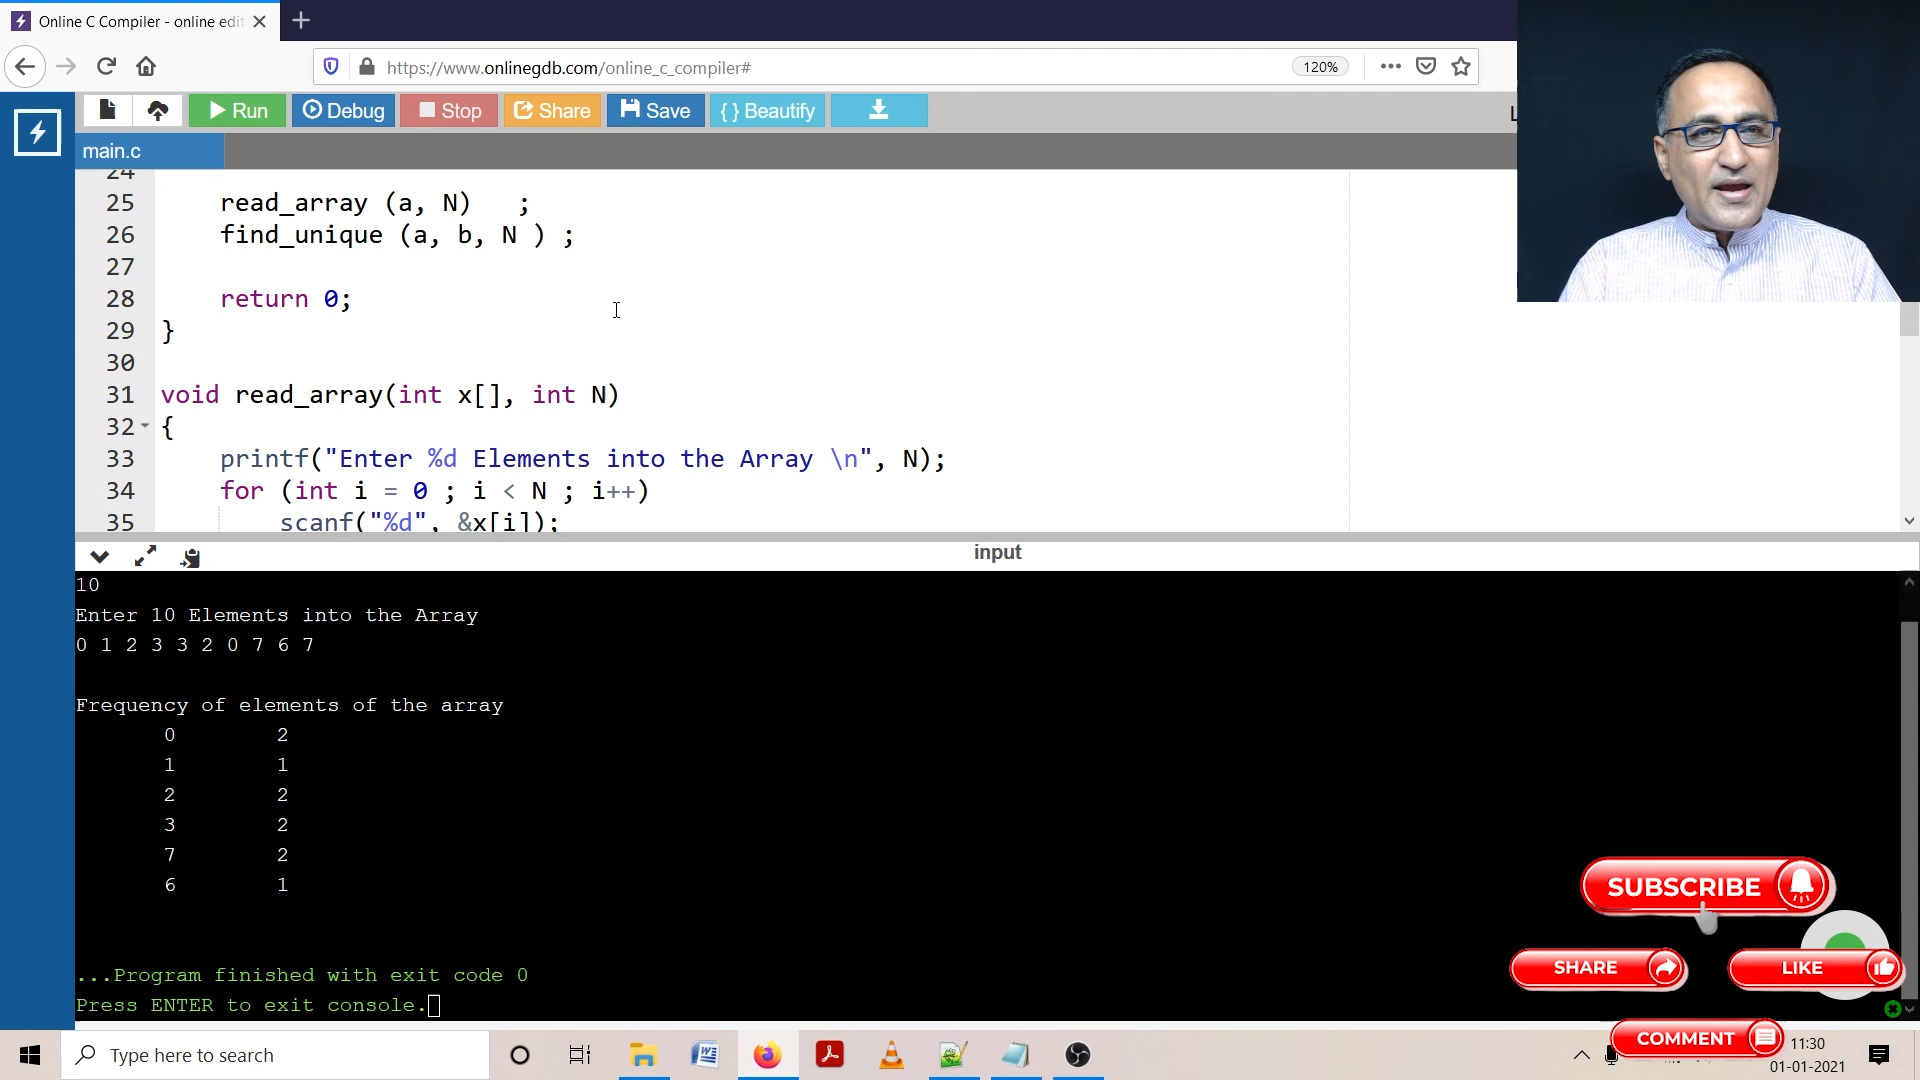 Online C Compiler - online edit
https://www.onlinegdb.com/online_c_compiler#
120%
Run
Debug
Stop
Share
Save
{ } Beautify
L
main.c
24
25 read_array (a, N) ;
26 find_unique (a, b, N ) ;
27
28 return 0;
29 }
30
31 void read_array(int x[], int N)
32 {
33 printf("Enter %d Elements into the Array \n", N);
34 for (int i = 0 ; i < N ; i++)
35 scanf("%d", &x[i]);
input
10
Enter 10 Elements into the Array
0 1 2 3 3 2 0 7 6 7
Frequency of elements of the array
0 2
1 1
2 2
3 2
7 2
6 1
...Program finished with exit code 0
Press ENTER to exit console.
SUBSCRIBE
SHARE
LIKE
COMMENT
Type here to search
11:30
01-01-2021